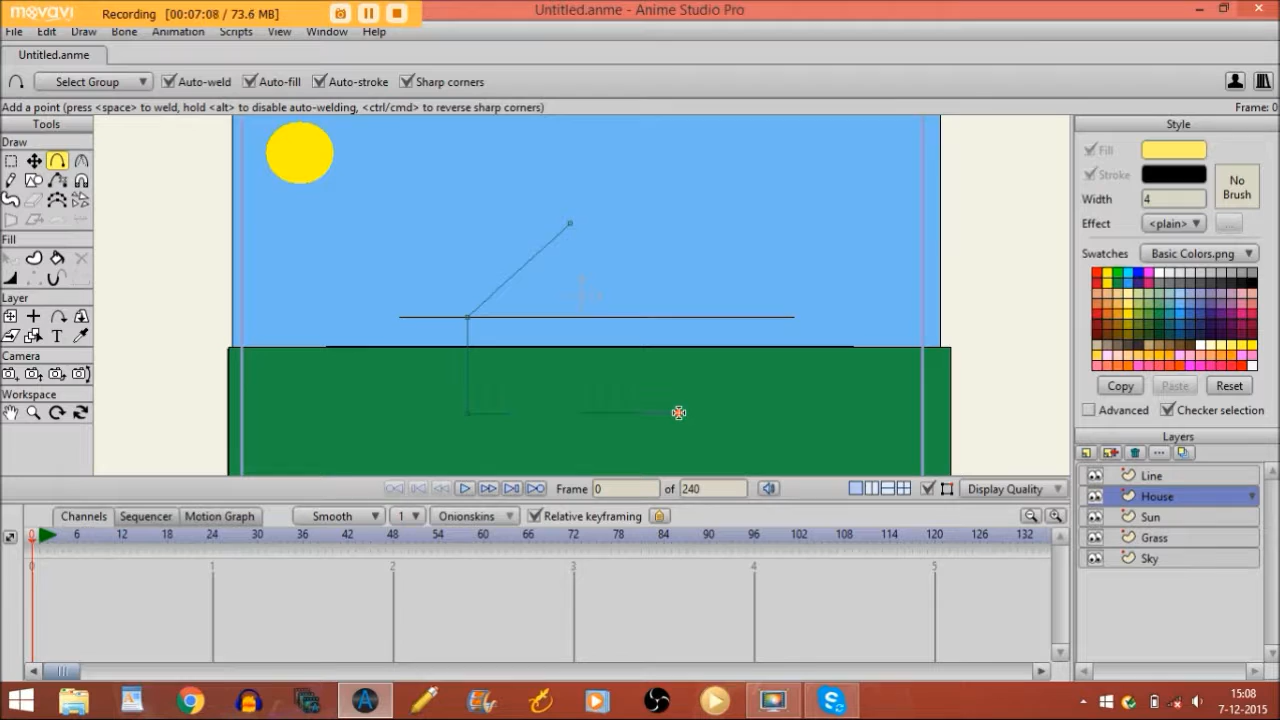 movavi Recording [00:07:08 / 73.6 MB] Untitled.anme - Anime Studio Pro
File Edit Draw Bone Animation Scripts View Window Help
Untitled.anme
Select Group Auto-weld Auto-fill Auto-stroke Sharp corners
Add a point (press <space> to weld, hold <alt> to disable auto-welding, <ctrl/cmd> to reverse sharp corners) Frame: 0
Tools
Draw
Fill
Layer
Camera
Workspace
Style
Fill
Stroke
No Brush
Width 4
Effect <plain>
Swatches Basic Colors.png
Copy Paste Reset
Advanced Checker selection
Layers
Line
House
Sun
Grass
Sky
Frame 0 of 240 Display Quality
Channels Sequencer Motion Graph Smooth 1 Onionskins Relative keyframing
0 6 12 18 24 30 36 42 48 54 60 66 72 78 84 90 96 102 108 114 120 126 132
0 1 2 3 4 5
15:08
7-12-2015